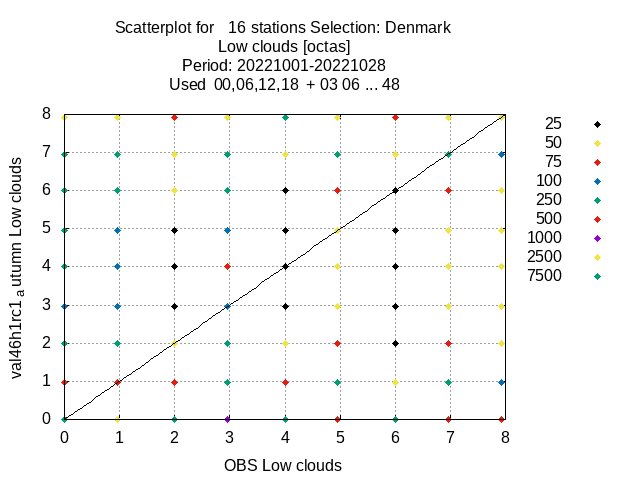 Scatterplot for 16 stations Selection: Denmark
Low clouds [octas]
Period: 20221001-20221028
Used 00,06,12,18 + 03 06 ... 48
val46h1rc1autumn Low clouds
8
7
6
5
4
3
2
1
0
0 1 2 3 4 5 6 7 8
OBS Low clouds
25
50
75
100
250
500
1000
2500
7500